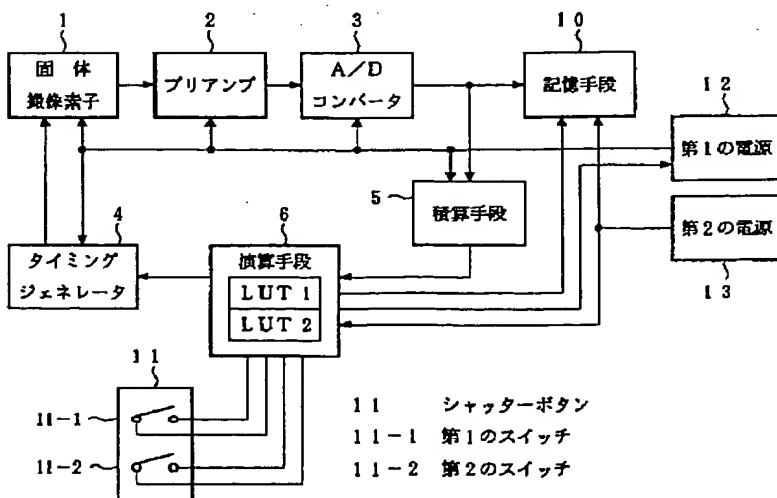 1
2
3
10
固体
撮像素子
プリアンプ
A/D
コンバータ
記憶手段
12
第1の電源
5
積算手段
4
6
タイミング
ジェネレータ
演算手段
LUT 1
LUT 2
第2の電源
13
11
11-1
11-2
11 シャッターボタン
11-1 第1のスイッチ
11-2 第2のスイッチ